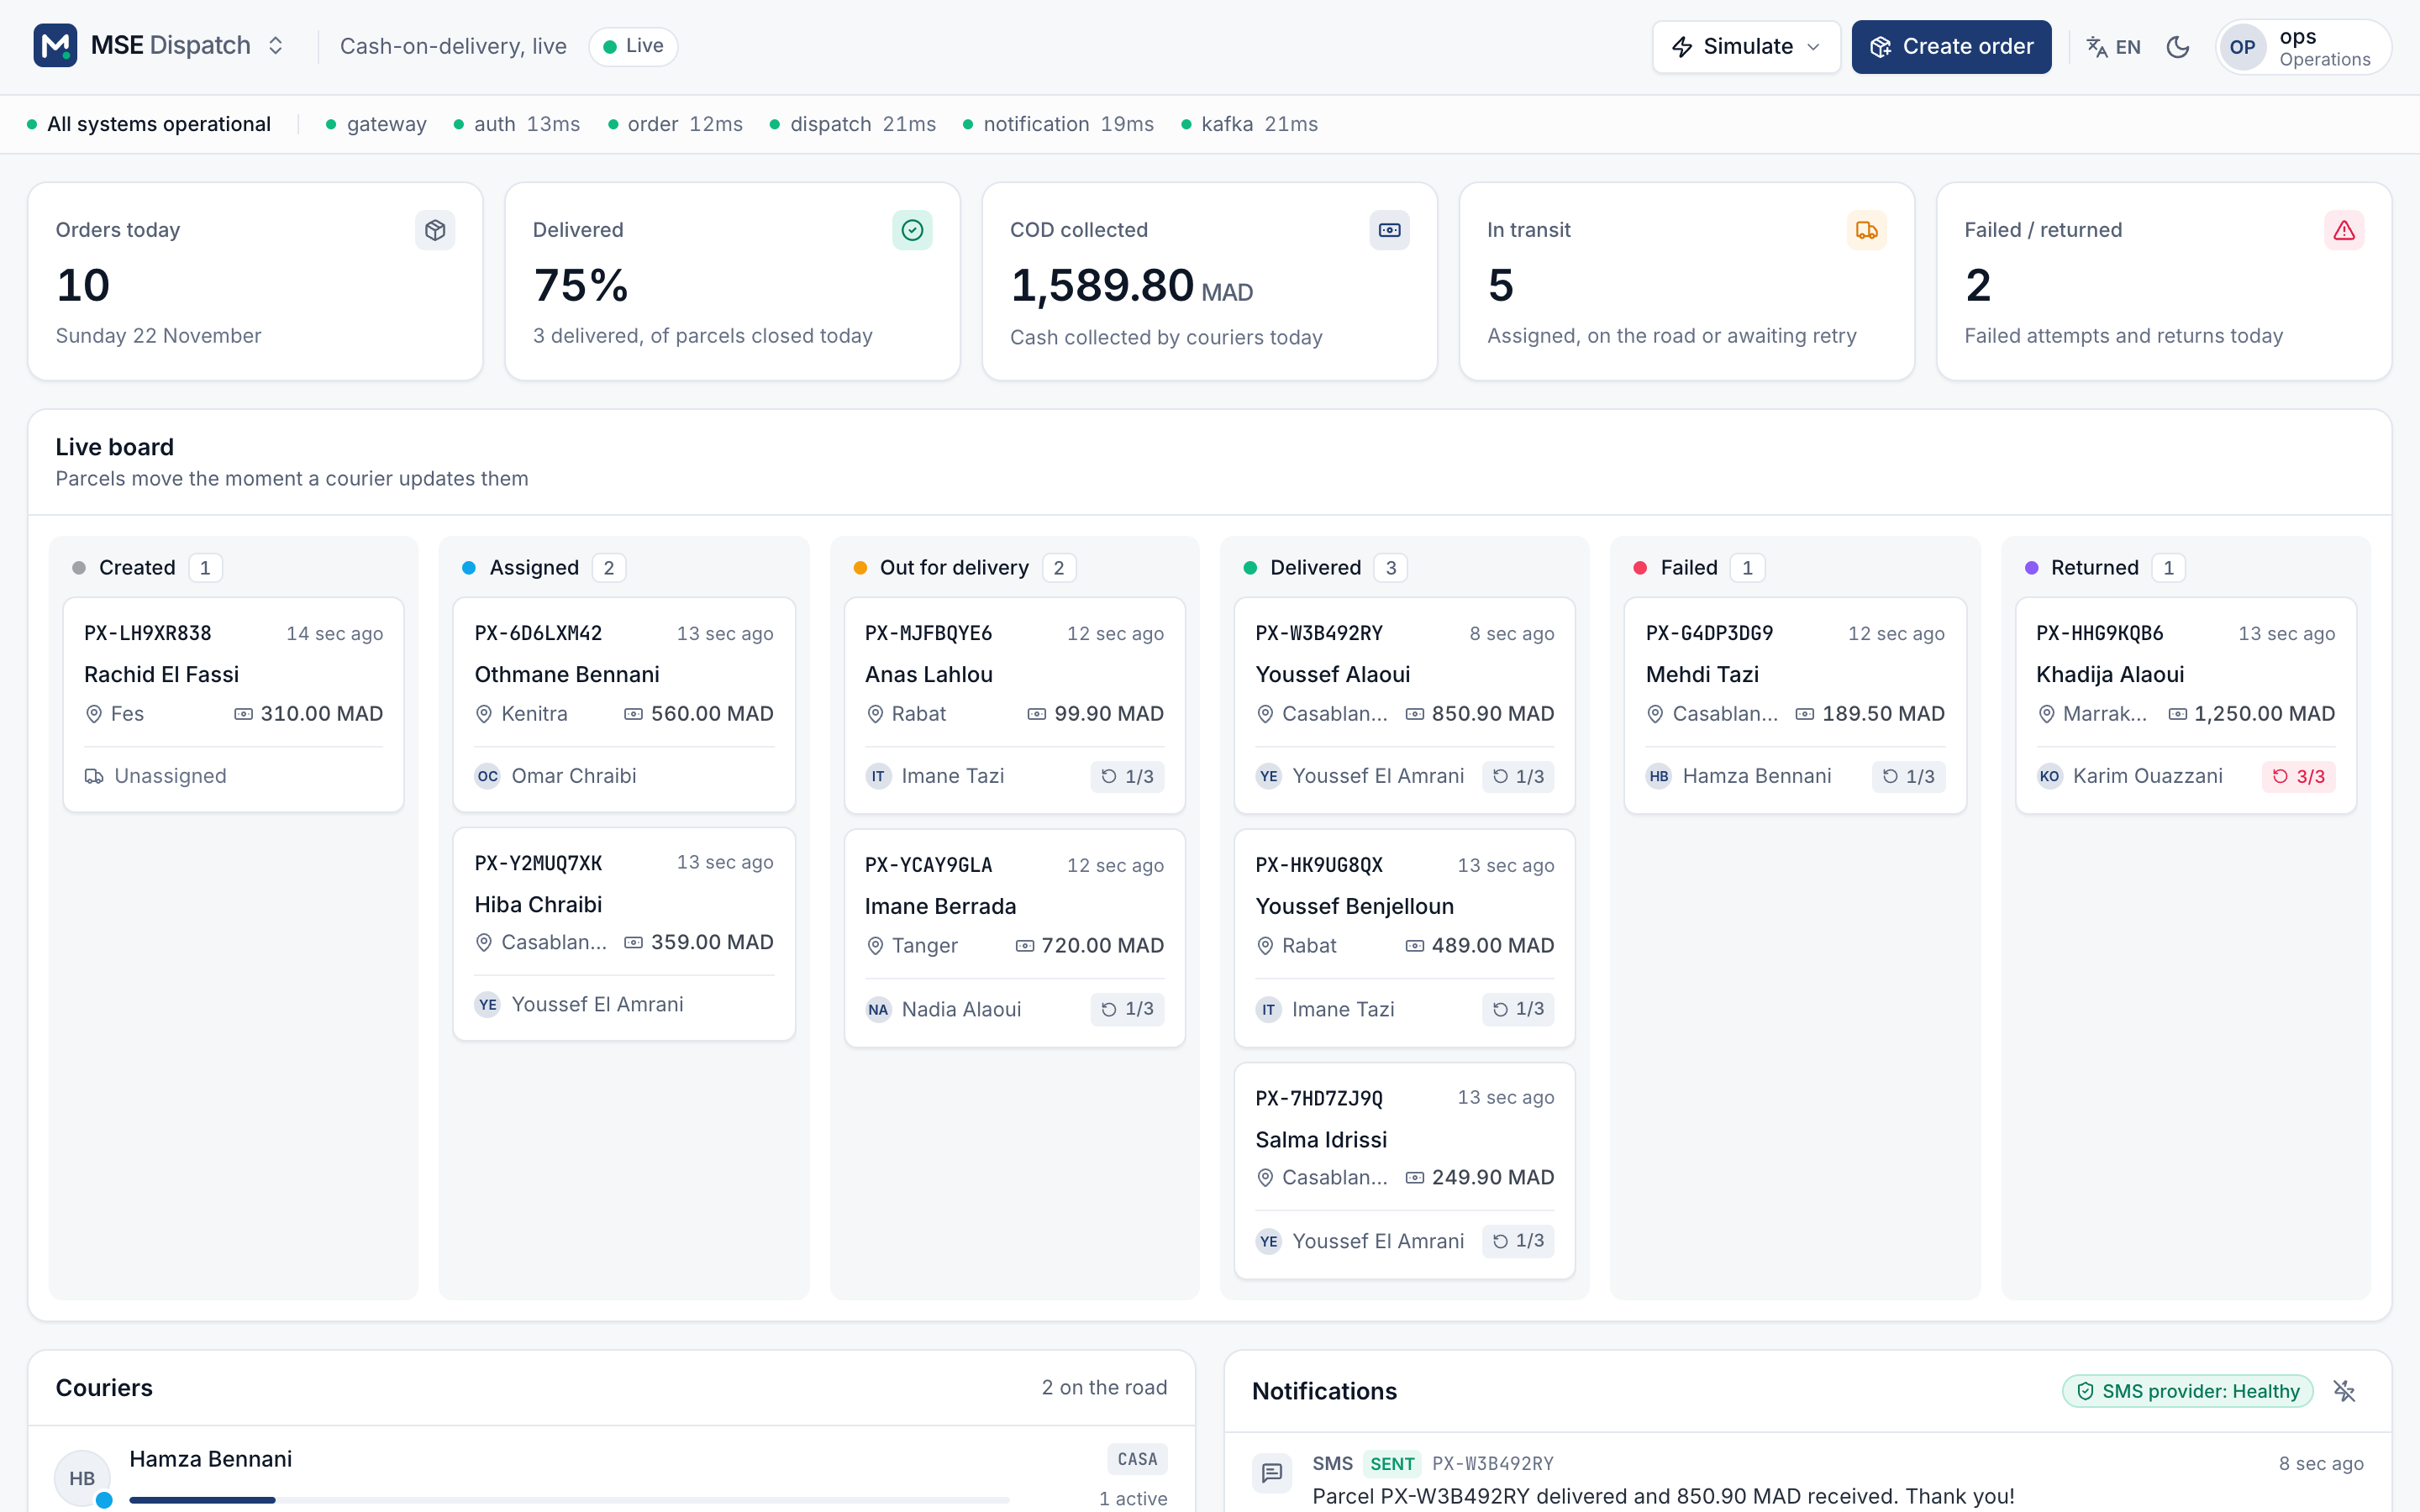 MSE Dispatch
Cash-on-delivery, live
Live
Simulate
Create order
EN
OP
ops
Operations
All systems operational
gateway
auth 13ms
order 12ms
dispatch 21ms
notification 19ms
kafka 21ms
Orders today
10
Sunday 22 November
Delivered
75%
3 delivered, of parcels closed today
COD collected
1,589.80 MAD
Cash collected by couriers today
In transit
5
Assigned, on the road or awaiting retry
Failed / returned
2
Failed attempts and returns today
Live board
Parcels move the moment a courier updates them
Created 1
PX-LH9XR838 14 sec ago
Rachid El Fassi
Fes 310.00 MAD
Unassigned
Assigned 2
PX-6D6LXM42 13 sec ago
Othmane Bennani
Kenitra 560.00 MAD
OC Omar Chraibi
PX-Y2MUQ7XK 13 sec ago
Hiba Chraibi
Casablan... 359.00 MAD
YE Youssef El Amrani
Out for delivery 2
PX-MJFBQYE6 12 sec ago
Anas Lahlou
Rabat 99.90 MAD
IT Imane Tazi 1/3
PX-YCAY9GLA 12 sec ago
Imane Berrada
Tanger 720.00 MAD
NA Nadia Alaoui 1/3
Delivered 3
PX-W3B492RY 8 sec ago
Youssef Alaoui
Casablan... 850.90 MAD
YE Youssef El Amrani 1/3
PX-HK9UG8QX 13 sec ago
Youssef Benjelloun
Rabat 489.00 MAD
IT Imane Tazi 1/3
PX-7HD7ZJ9Q 13 sec ago
Salma Idrissi
Casablan... 249.90 MAD
YE Youssef El Amrani 1/3
Failed 1
PX-G4DP3DG9 12 sec ago
Mehdi Tazi
Casablan... 189.50 MAD
HB Hamza Bennani 1/3
Returned 1
PX-HHG9KQB6 13 sec ago
Khadija Alaoui
Marrak... 1,250.00 MAD
KO Karim Ouazzani 3/3
Couriers
2 on the road
HB
Hamza Bennani
CASA
1 active
Notifications
SMS provider: Healthy
SMS SENT PX-W3B492RY 8 sec ago
Parcel PX-W3B492RY delivered and 850.90 MAD received. Thank you!